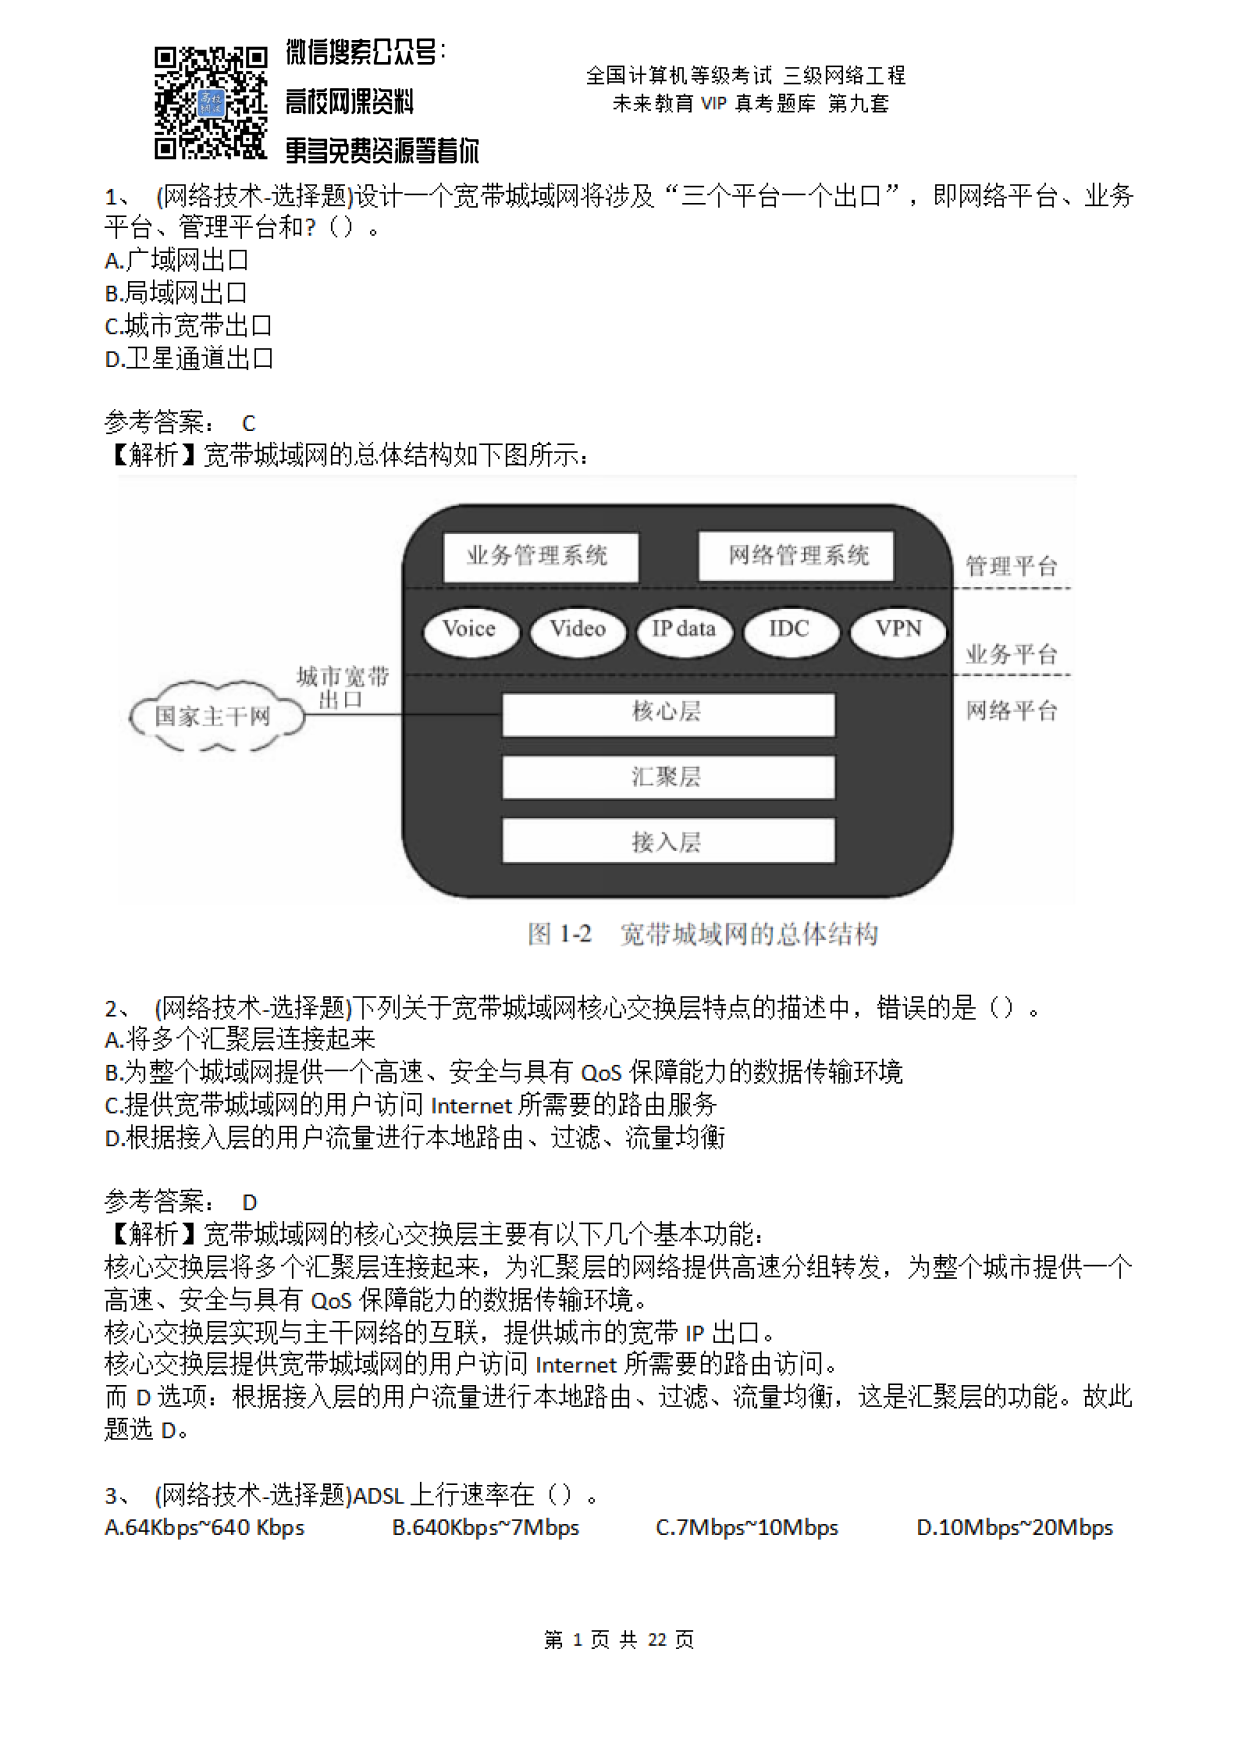 微信搜索公众号：
高校网课资料
更多免费资源等着你
全国计算机等级考试 三级网络工程
未来教育 VIP 真考题库 第九套
1、 (网络技术-选择题)设计一个宽带城域网将涉及“三个平台一个出口”，即网络平台、业务
平台、管理平台和?（）。
A.广域网出口
B.局域网出口
C.城市宽带出口
D.卫星通道出口
参考答案： C
【解析】宽带城域网的总体结构如下图所示：
业务管理系统 网络管理系统 管理平台
Voice Video IP data IDC VPN
业务平台
城市宽带
出口
国家主干网 核心层 网络平台
汇聚层
接入层
图 1-2 宽带城域网的总体结构
2、 (网络技术-选择题)下列关于宽带城域网核心交换层特点的描述中，错误的是（）。
A.将多个汇聚层连接起来
B.为整个城域网提供一个高速、安全与具有 QoS 保障能力的数据传输环境
C.提供宽带城域网的用户访问 Internet 所需要的路由服务
D.根据接入层的用户流量进行本地路由、过滤、流量均衡
参考答案： D
【解析】宽带城域网的核心交换层主要有以下几个基本功能：
核心交换层将多个汇聚层连接起来，为汇聚层的网络提供高速分组转发，为整个城市提供一个
高速、安全与具有 QoS 保障能力的数据传输环境。
核心交换层实现与主干网络的互联，提供城市的宽带 IP 出口。
核心交换层提供宽带城域网的用户访问 Internet 所需要的路由访问。
而 D 选项：根据接入层的用户流量进行本地路由、过滤、流量均衡，这是汇聚层的功能。故此
题选 D。
3、 (网络技术-选择题)ADSL 上行速率在（）。
A.64Kbps~640 Kbps B.640Kbps~7Mbps C.7Mbps~10Mbps D.10Mbps~20Mbps
第 1 页 共 22 页